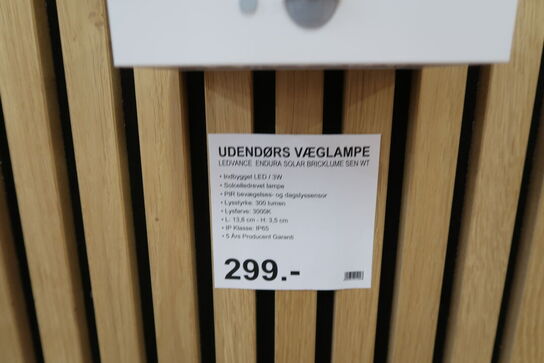 UDENDØRS VÆGLAMPE
LEDVANCE ENDURA SOLAR BRICKLUME SEN WT
• Indbygget LED / 3W
• Solcelledrevet lampe
• PIR bevægelses- og dagslyssensor
• Lysstyrke: 300 lumen
• Lysfarve: 3000K
• L: 13,6 cm - H: 3,5 cm
• IP Klasse: IP65
• 5 Års Producent Garanti
299.-